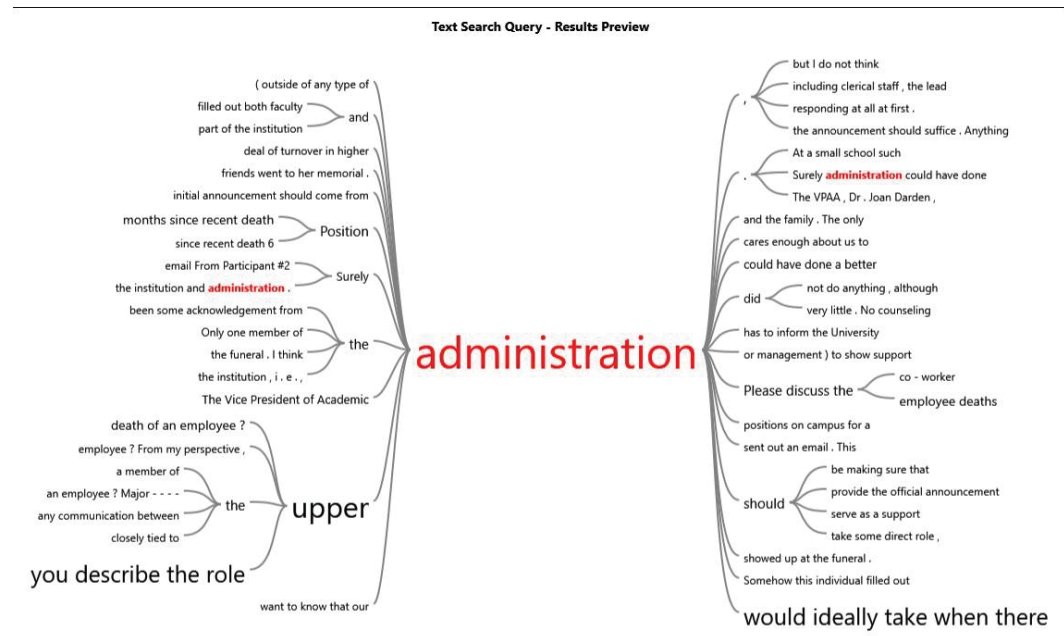 Text Search Query - Results Preview
( outside of any type of
filled out both faculty
part of the institution
and
deal of turnover in higher
friends went to her memorial .
initial announcement should come from
months since recent death
since recent death 6
Position
email From Participant #2
the institution and administration .
Surely
been some acknowledgement from
Only one member of
the funeral . I think
the institution , i . e . ,
the
The Vice President of Academic
death of an employee ?
employee ? From my perspective ,
a member of
an employee ? Major - - - -
any communication between
closely tied to
the
you describe the role
upper
want to know that our
administration
,
but I do not think
including clerical staff , the lead
responding at all at first .
the announcement should suffice . Anything
.
At a small school such
Surely administration could have done
The VPAA , Dr . Joan Darden ,
and the family . The only
cares enough about us to
could have done a better
did
not do anything , although
very little . No counseling
has to inform the University
or management ) to show support
Please discuss the
co - worker
employee deaths
positions on campus for a
sent out an email . This
should
be making sure that
provide the official announcement
serve as a support
take some direct role ,
showed up at the funeral .
Somehow this individual filled out
would ideally take when there